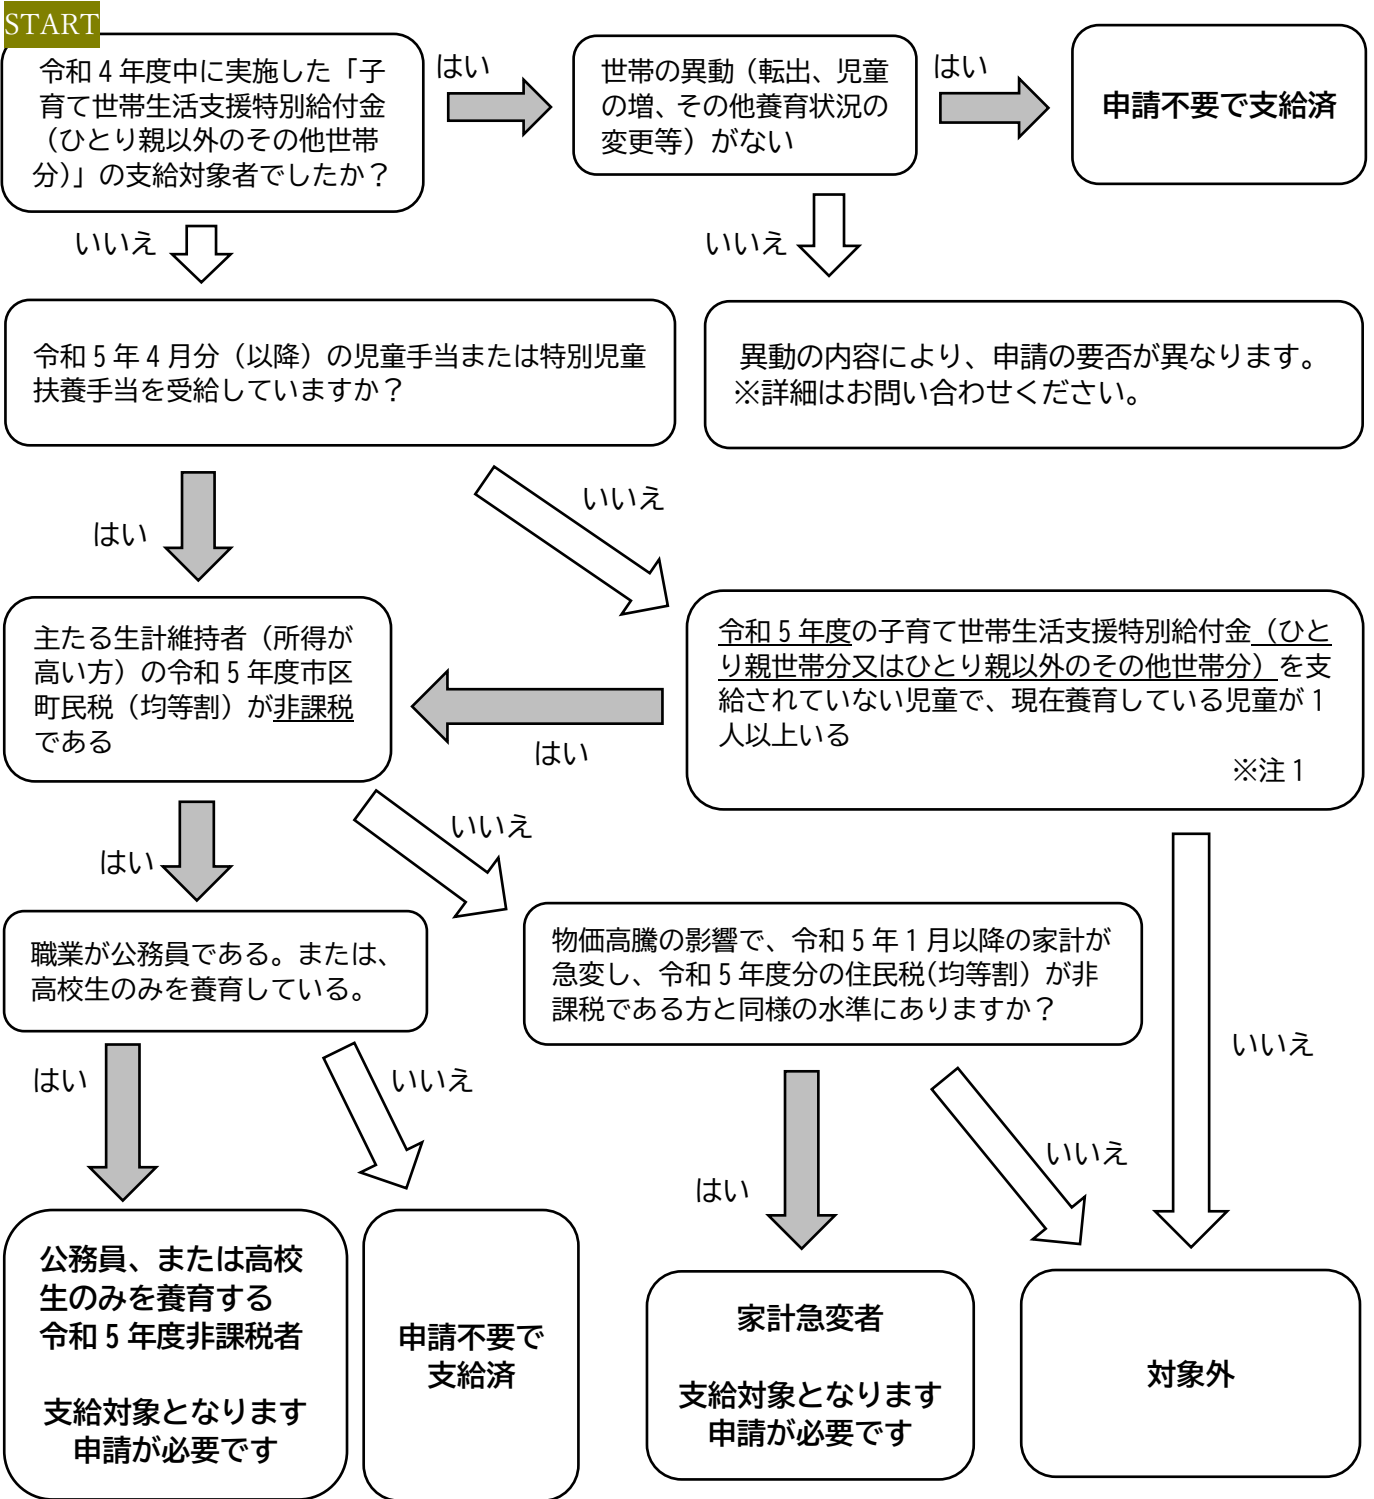 START
令和4年度中に実施した「子
育て世帯生活支援特別給付金
（ひとり親以外のその他世帯
分)」の支給対象者でしたか？
はい
世帯の異動（転出、児童
の増、その他養育状況の
変更等）がない
はい
申請不要で支給済
いいえ
いいえ
令和5年4月分（以降）の児童手当または特別児童
扶養手当を受給していますか？
異動の内容により、申請の要否が異なります。
※詳細はお問い合わせください。
はい
いいえ
主たる生計維持者（所得が
高い方）の令和5年度市区
町民税（均等割）が非課税
である
はい
令和5年度の子育て世帯生活支援特別給付金（ひと
り親世帯分又はひとり親以外のその他世帯分）を支
給されていない児童で、現在養育している児童が1
人以上いる
※注1
はい
いいえ
職業が公務員である。または、
高校生のみを養育している。
物価高騰の影響で、令和5年1月以降の家計が
急変し、令和5年度分の住民税(均等割）が非
課税である方と同様の水準にありますか？
いいえ
はい
いいえ
はい
いいえ
公務員、または高校
生のみを養育する
令和5年度非課税者
支給対象となります
申請が必要です
申請不要で
支給済
家計急変者
支給対象となります
申請が必要です
対象外